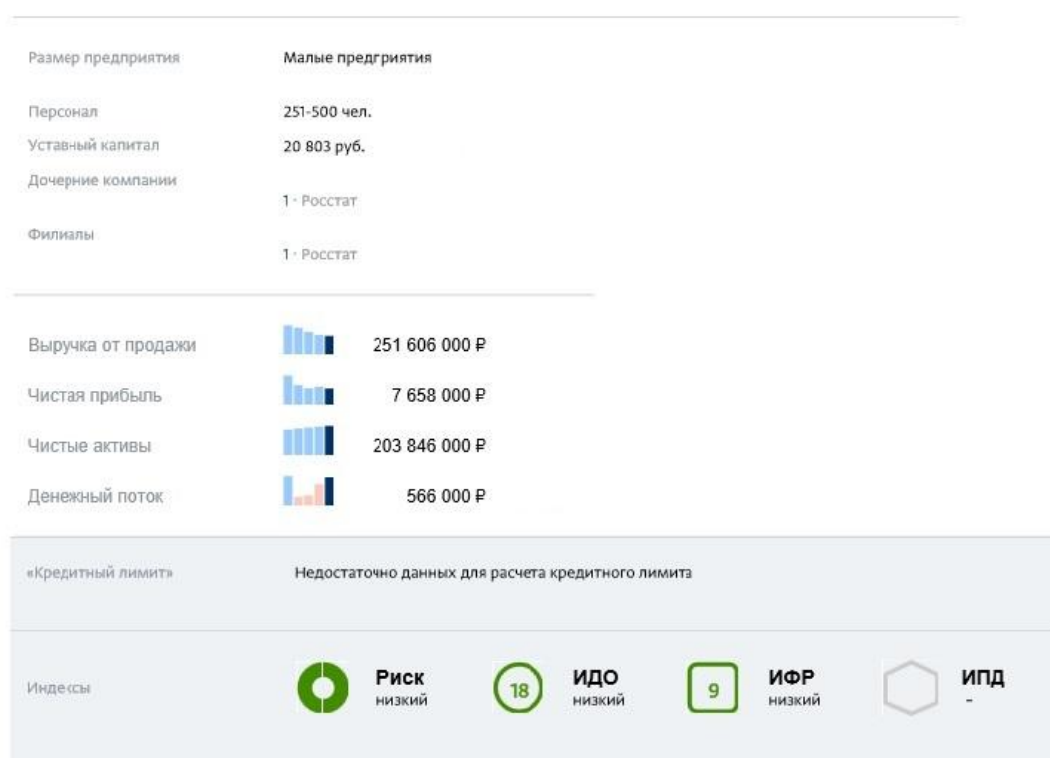 Размер предприятия Малые предгриятия
Персонал 251-500 чел.
Уставный капитал 20 803 руб.
Дочерние компании
1 · Росстат
Филиалы
1 · Росстат
Выручка от продажи 251 606 000 ₽
Чистая прибыль 7 658 000 ₽
Чистые активы 203 846 000 ₽
Денежный поток 566 000 ₽
«Кредитный лимит» Недостаточно данных для расчета кредитного лимита
Индексы Риск низкий 18 ИДО низкий 9 ИФР низкий ИПД -